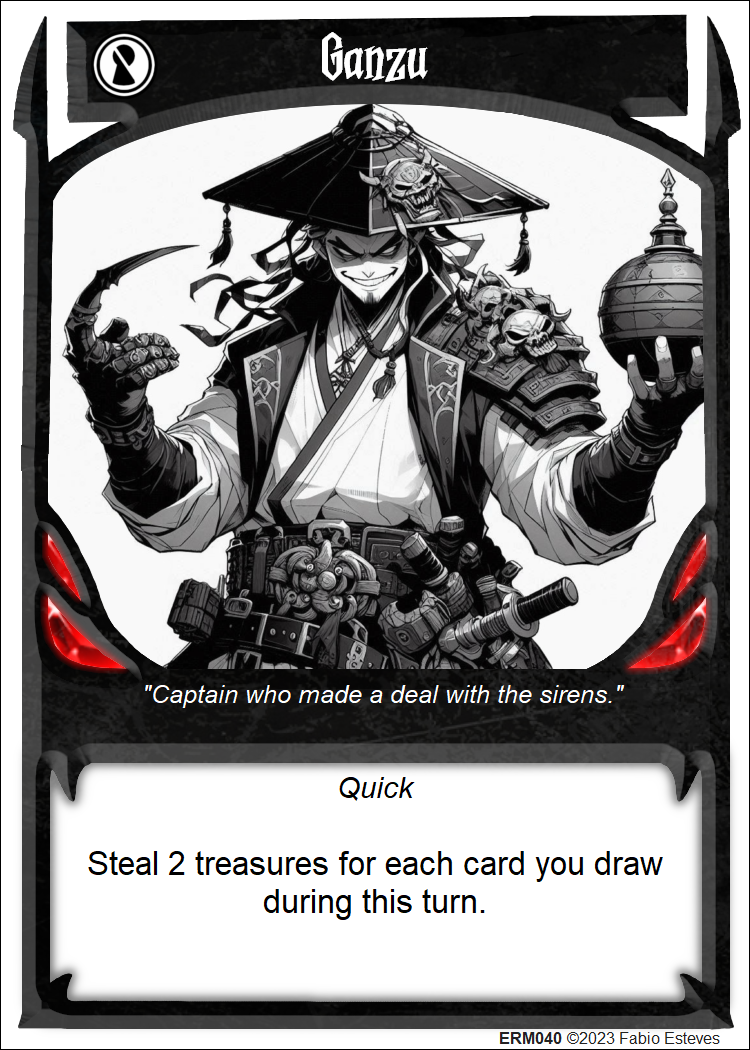 Ganzu
"Captain who made a deal with the sirens."
Quick
Steal 2 treasures for each card you draw
during this turn.
ERM040 ©2023 Fabio Esteves